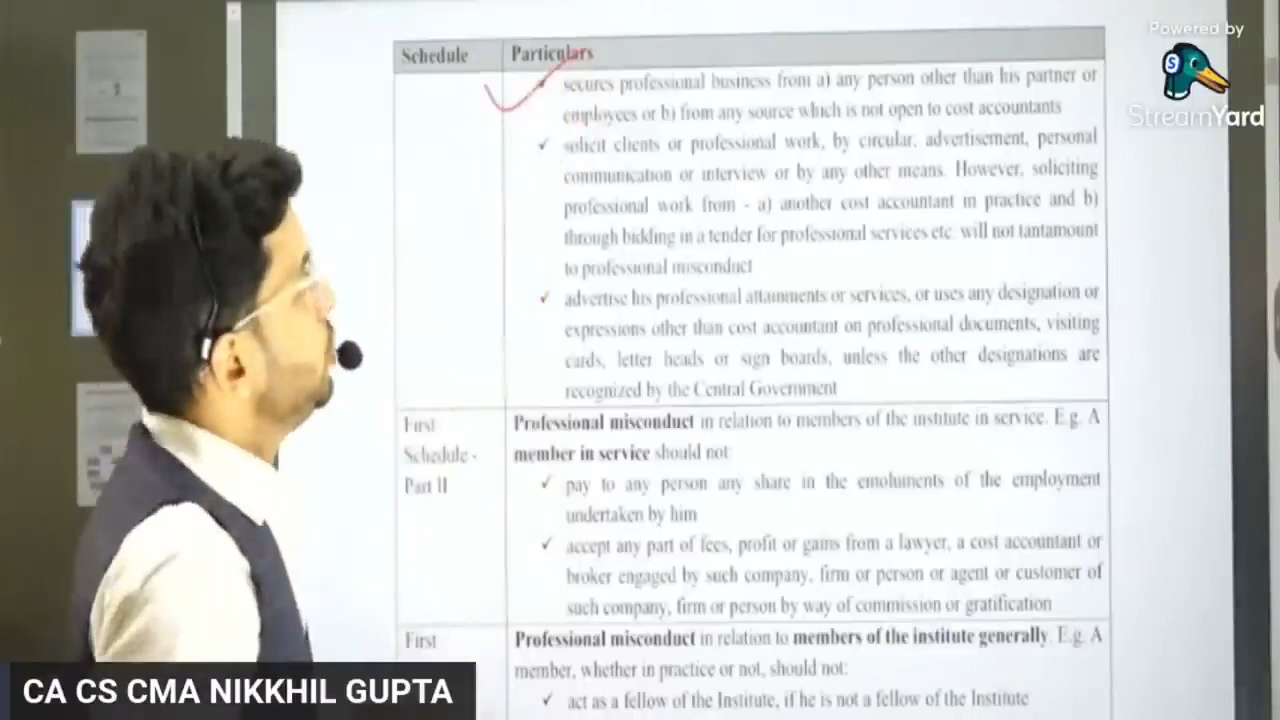 Powered by
StreamYard
Schedule Particulars
secures professional business from a) any person other than his partner or
employees or b) from any source which is not open to cost accountants
✓ solicit clients or professional work, by circular, advertisement, personal
communication or interview or by any other means. However, soliciting
professional work from - a) another cost accountant in practice and b)
through bidding in a tender for professional services etc. will not tantamount
to professional misconduct
✓ advertise his professional attainments or services, or uses any designation or
expressions other than cost accountant on professional documents, visiting
cards, letter heads or sign boards, unless the other designations are
recognized by the Central Government
First
Schedule -
Part II
Professional misconduct in relation to members of the institute in service. E.g. A
member in service should not:
✓ pay to any person any share in the emoluments of the employment
undertaken by him
✓ accept any part of fees, profit or gains from a lawyer, a cost accountant or
broker engaged by such company, firm or person or agent or customer of
such company, firm or person by way of commission or gratification
First
Professional misconduct in relation to members of the institute generally. E.g. A
member, whether in practice or not, should not:
✓ act as a fellow of the Institute, if he is not a fellow of the Institute
CA CS CMA NIKKHIL GUPTA